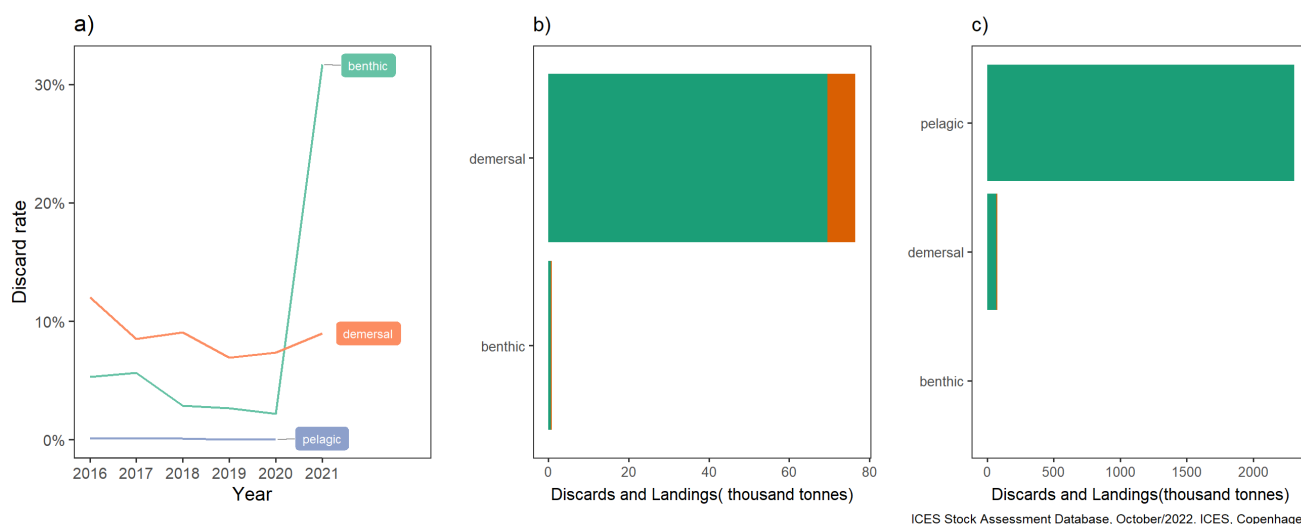 a)
30%
20%
10%
0%
Discard rate
benthic
demersal
pelagic
2016 2017 2018 2019 2020 2021
Year
b)
demersal
benthic
0 20 40 60 80
Discards and Landings( thousand tonnes)
c)
pelagic
demersal
benthic
0 500 1000 1500 2000
Discards and Landings(thousand tonnes)
ICES Stock Assessment Database, October/2022. ICES, Copenhage